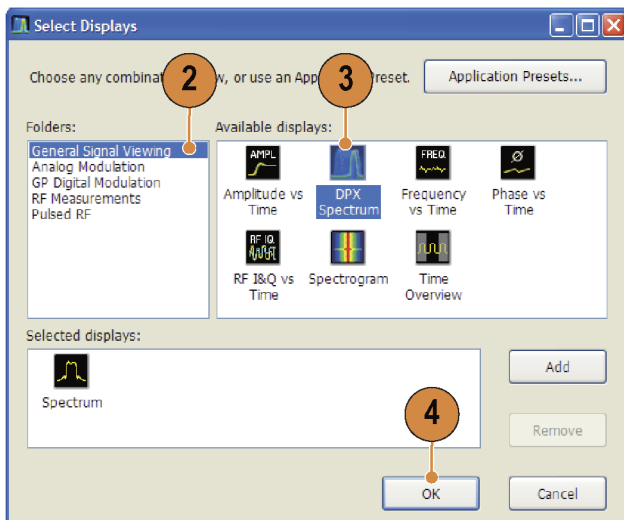 Select Displays
2
3
Choose any combinat w, or use an App reset.
Application Presets...
Folders:
Available displays:
General Signal Viewing
Analog Modulation
GP Digital Modulation
RF Measurements
Pulsed RF
AMPL
FREQ
Ø
Amplitude vs
Time
DPX
Spectrum
Frequency
vs Time
Phase vs
Time
RF IQ
RF I&Q vs
Time
Spectrogram
Time
Overview
Selected displays:
Spectrum
Add
4
Remove
OK
Cancel